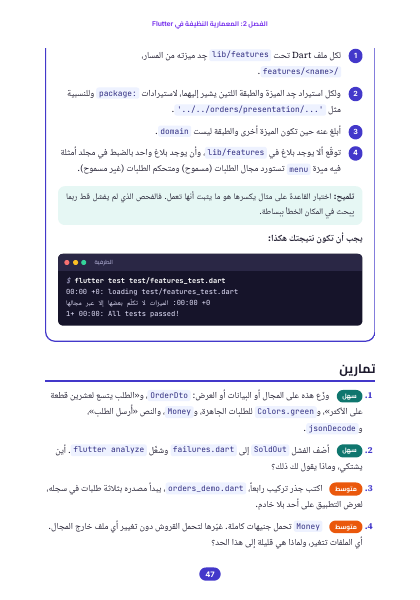 الفصل 2: المعمارية النظيفة في Flutter
1 لكل ملف Dart تحت lib/features جِد ميزته من المسار،
features/<name>/ .
2 ولكل استيراد جِد الميزة والطبقة اللتين يشير إليهما، لاستيرادات package: وللنسبية
مثل '../../orders/presentation/...' .
3 أبلغ عنه حين تكون الميزة أخرى والطبقة ليست domain .
4 توقّع ألا يوجد بلاغ في lib/features، وأن يوجد بلاغ واحد بالضبط في مجلد أمثلة
فيه ميزة menu تستورد مجال الطلبات (مسموح) ومتحكم الطلبات (غير مسموح).
تلميح: اختبار القاعدة على مثال يكسرها هو ما يثبت أنها تعمل. فالفحص الذي لم يفشل قط ربما
يبحث في المكان الخطأ ببساطة.
يجب أن تكون نتيجتك هكذا:
الطرفية
$ flutter test test/features_test.dart
00:00 +0: loading test/features_test.dart
00:00 +0: الميزات لا تكلّم بعضها إلا عبر مجالها
00:00 +1: All tests passed!
تمارين
1. سهل وزّع هذه على المجال أو البيانات أو العرض: OrderDto ، و«الطلب يتسع لعشرين قطعة
على الأكثر»، و Colors.green للطلبات الجاهزة، و Money ، والنص «أرسل الطلب»،
و jsonDecode .
2. سهل أضف الفشل SoldOut إلى failures.dart وشغّل flutter analyze . أين
يشتكي، وماذا يقول لك ذلك؟
3. متوسط اكتب جذر تركيب رابعاً، orders_demo.dart ، يبدأ مصدره بثلاثة طلبات في سجله،
لعرض التطبيق على أحد بلا خادم.
4. متوسط Money تحمل جنيهات كاملة. غيّرها لتحمل القروش دون تغيير أي ملف خارج المجال.
أي الملفات تتغير، ولماذا هي قليلة إلى هذا الحد؟
47